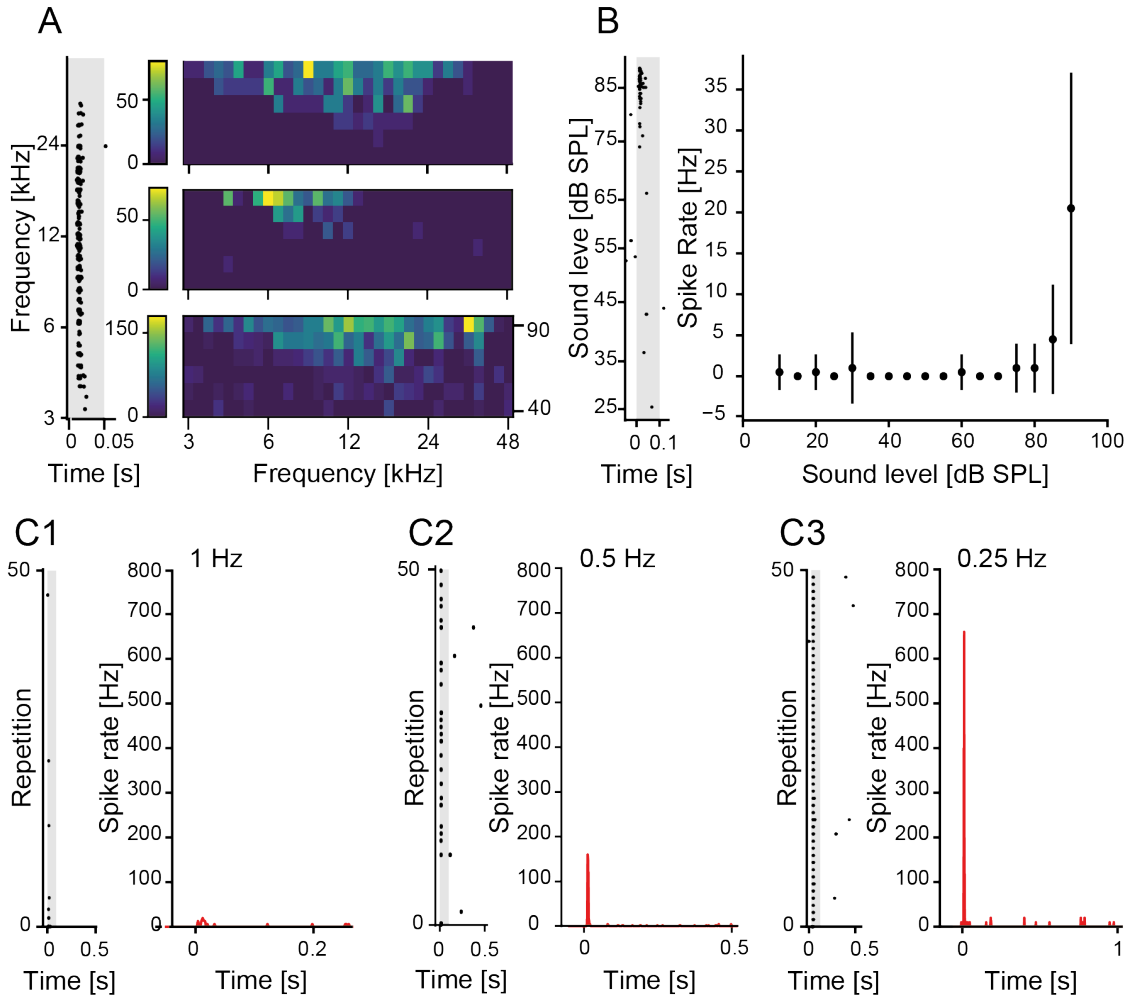 A
Frequency [kHz]
24
12
6
3
0 0.05
Time [s]
50
0
3 6 12 24 48
50
0
150
0
90
40
3 6 12 24 48
Frequency [kHz]
B
Sound leve [dB SPL]
85
75
65
55
45
35
25
0 0.1
Time [s]
Spike Rate [Hz]
35
30
25
20
15
10
5
0
−5
0 20 40 60 80 100
Sound level [dB SPL]
C1
1 Hz
Repetition
50
0
0 0.5
Time [s]
Spike rate [Hz]
800
700
600
500
400
300
200
100
0
0 0.2
Time [s]
C2
0.5 Hz
Repetition
50
0
0 0.5
Time [s]
Spike rate [Hz]
800
700
600
500
400
300
200
100
0
0 0.5
Time [s]
C3
0.25 Hz
Repetition
50
0
0 0.5
Time [s]
Spike rate [Hz]
800
700
600
500
400
300
200
100
0
0 1
Time [s]